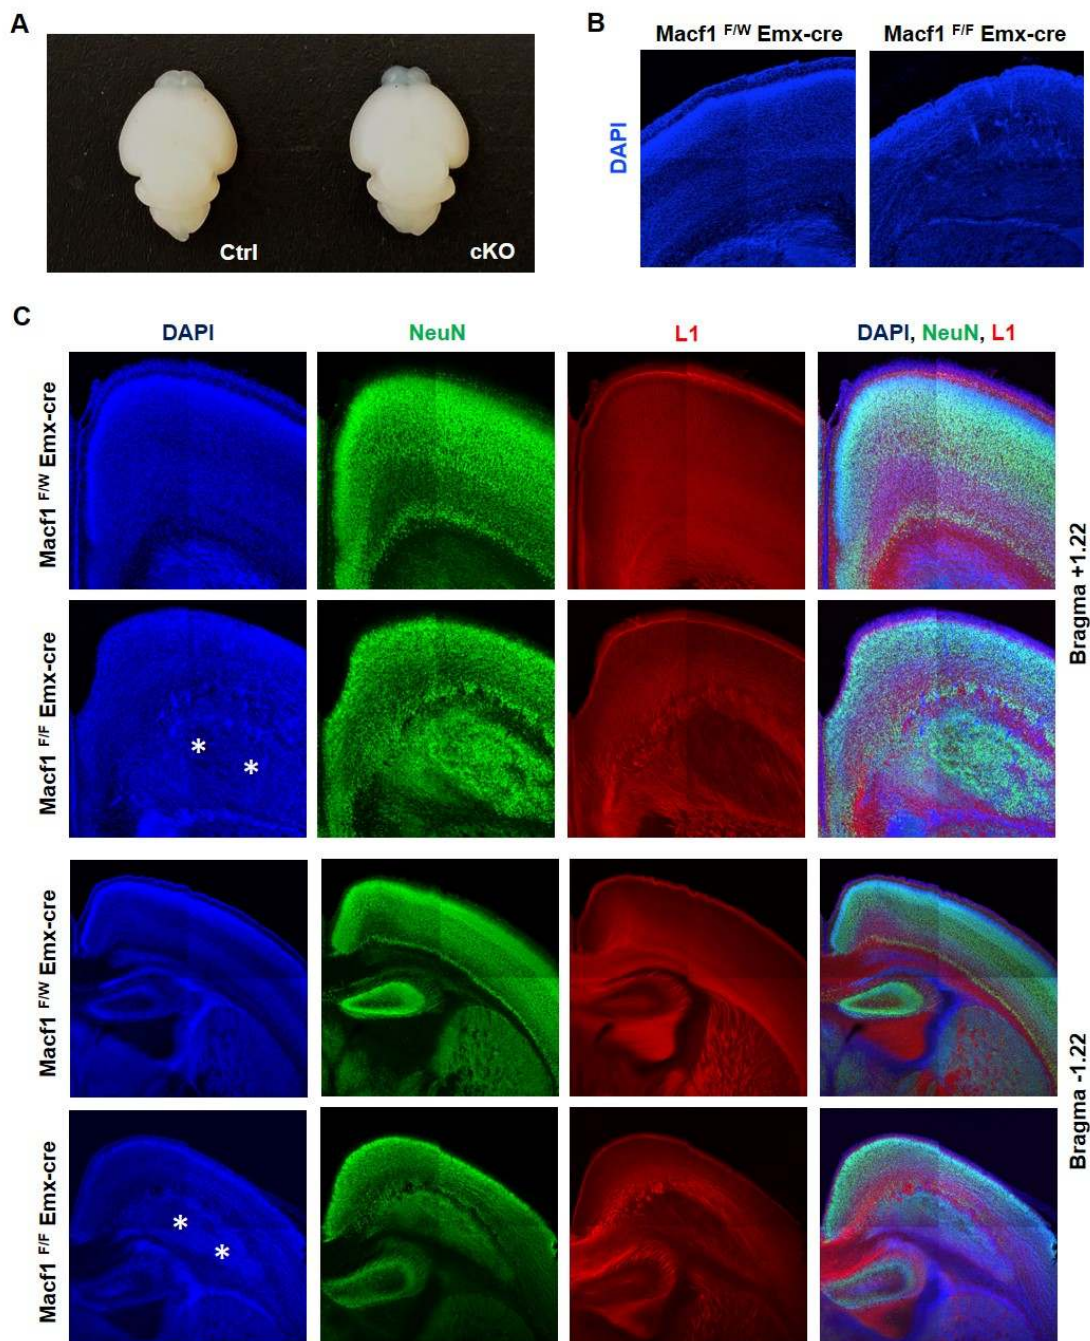 A
Ctrl
cKO
B
Macf1 F/W Emx-cre
Macf1 F/F Emx-cre
DAPI
C
DAPI
NeuN
L1
DAPI, NeuN, L1
Macf1 F/W Emx-cre
Macf1 F/F Emx-cre
* *
Bragma +1.22
Macf1 F/W Emx-cre
Macf1 F/F Emx-cre
* *
Bragma -1.22